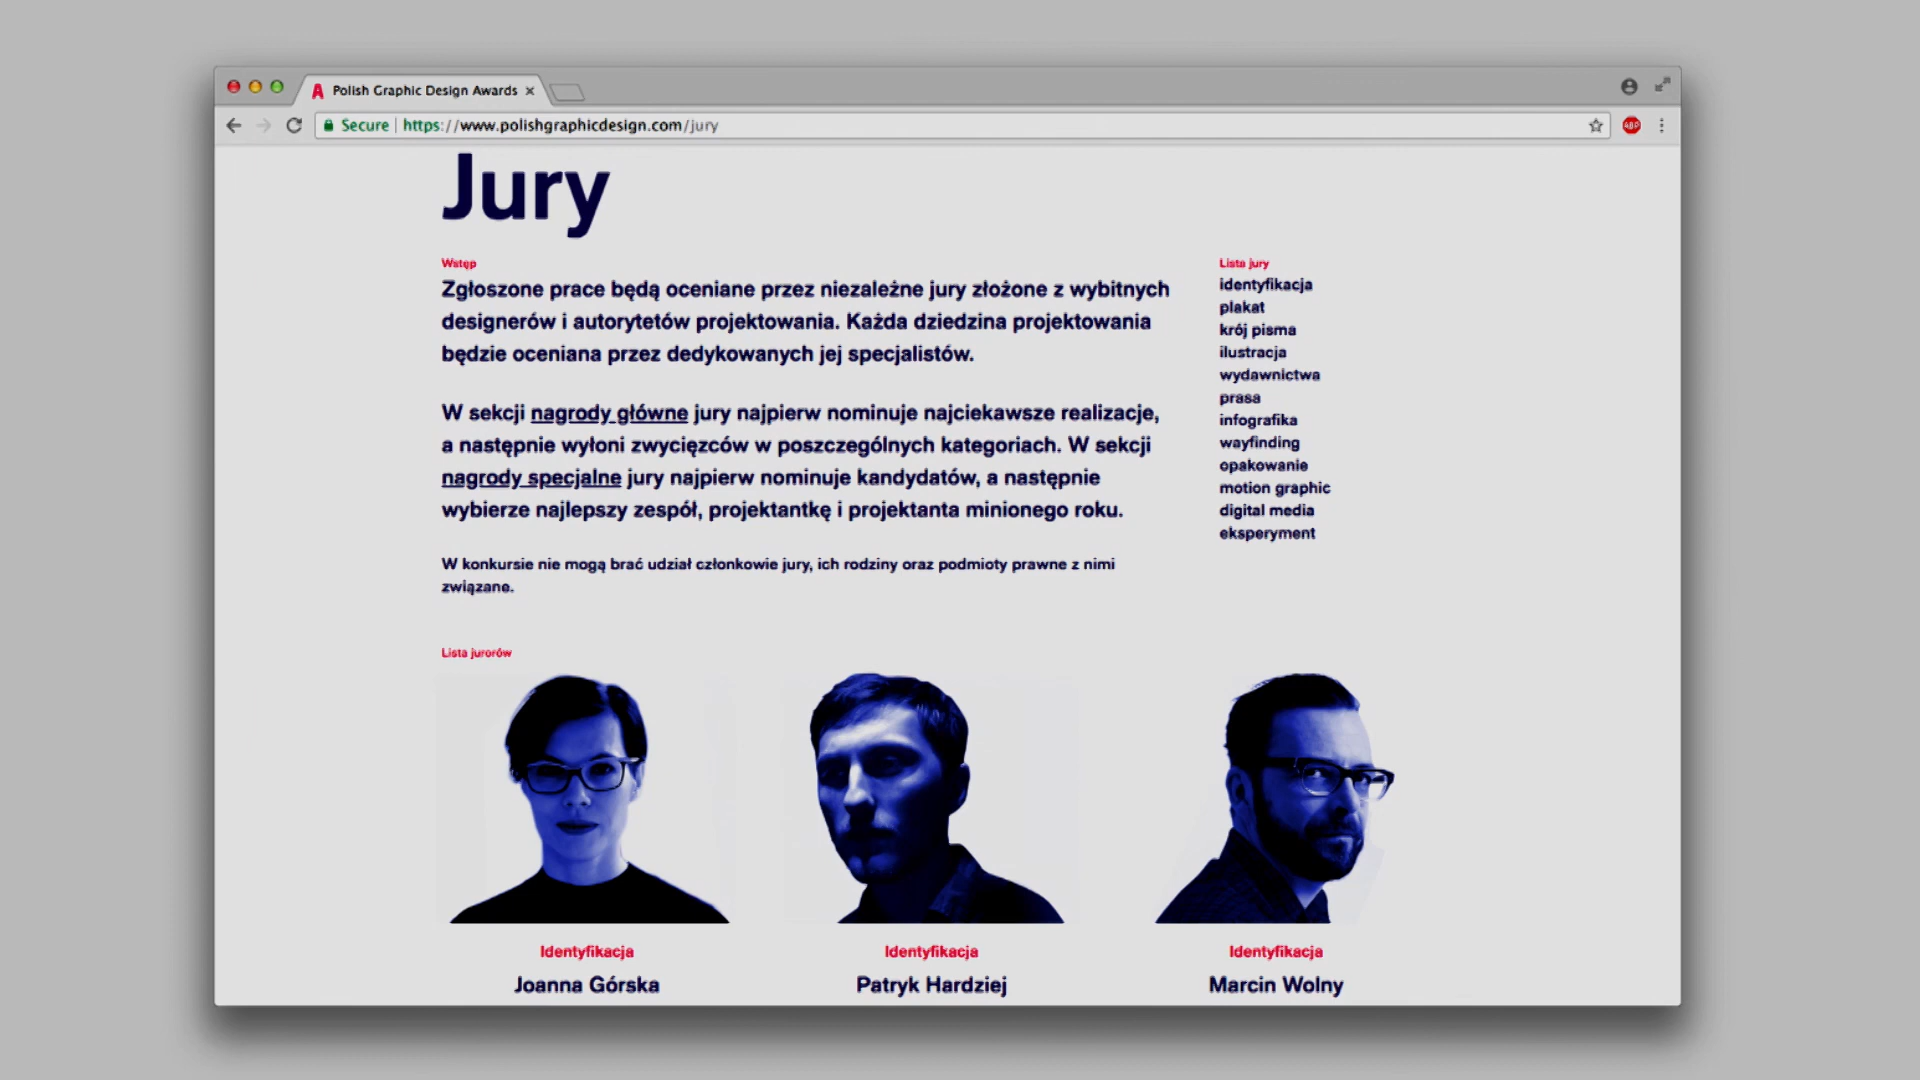 Polish Graphic Design Awards
Secure https://www.polishgraphicdesign.com/jury
ABP
Jury
Wstęp
Zgłoszone prace będą oceniane przez niezależne jury złożone z wybitnych
designerów i autorytetów projektowania. Każda dziedzina projektowania
będzie oceniana przez dedykowanych jej specjalistów.
W sekcji nagrody główne jury najpierw nominuje najciekawsze realizacje,
a następnie wyłoni zwycięzców w poszczególnych kategoriach. W sekcji
nagrody specjalne jury najpierw nominuje kandydatów, a następnie
wybierze najlepszy zespół, projektantkę i projektanta minionego roku.
W konkursie nie mogą brać udział członkowie jury, ich rodziny oraz podmioty prawne z nimi
związane.
Lista jury
identyfikacja
plakat
krój pisma
ilustracja
wydawnictwa
prasa
infografika
wayfinding
opakowanie
motion graphic
digital media
eksperyment
Lista jurorów
Identyfikacja
Joanna Górska
Identyfikacja
Patryk Hardziej
Identyfikacja
Marcin Wolny